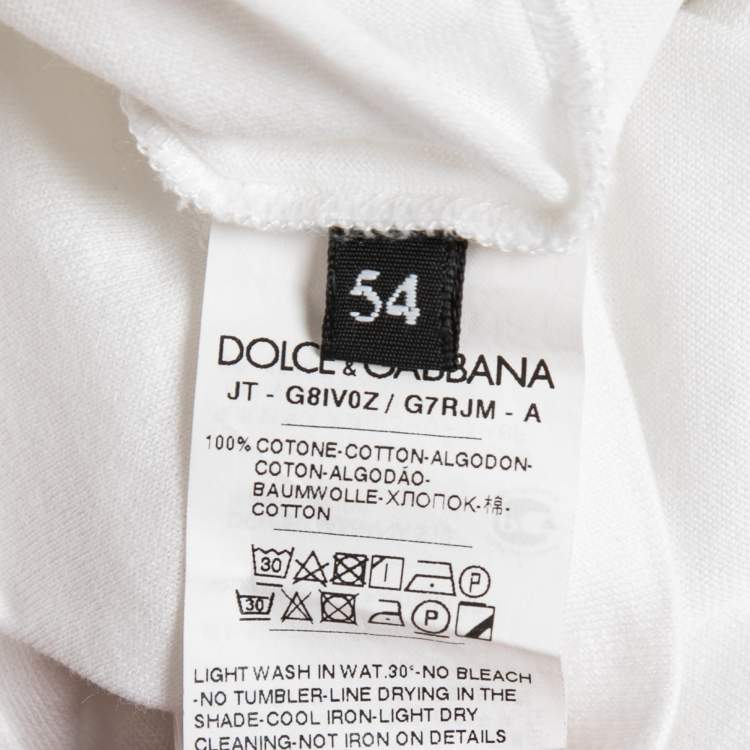 54
DOLCE & GABBANA
JT - G8IV0Z / G7RJM - A
100% COTONE-COTTON-ALGODON-
COTON-ALGODÃO-
BAUMWOLLE-ХЛОПОК-棉-
COTTON
30 P
30 P
LIGHT WASH IN WAT.30°-NO BLEACH
-NO TUMBLER-LINE DRYING IN THE
SHADE-COOL IRON-LIGHT DRY
CLEANING-NOT IRON ON DETAILS